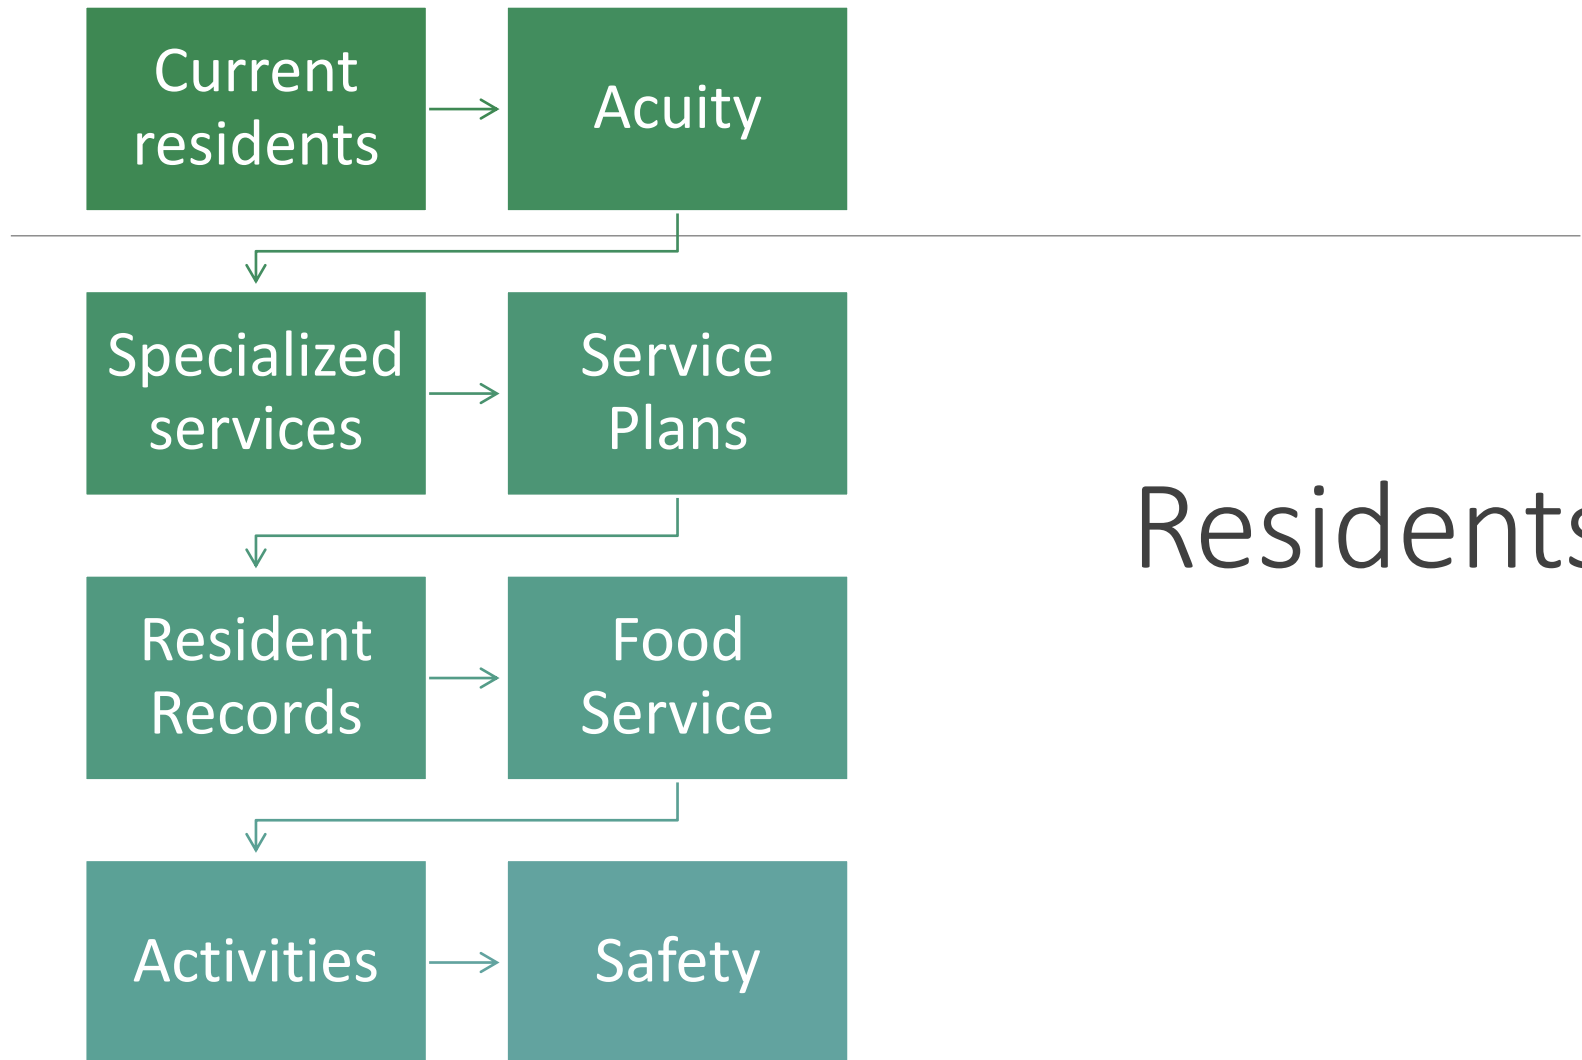 Current
residents
Acuity
Specialized
services
Service
Plans
Resident
Records
Food
Service
Activities
Safety
Residents